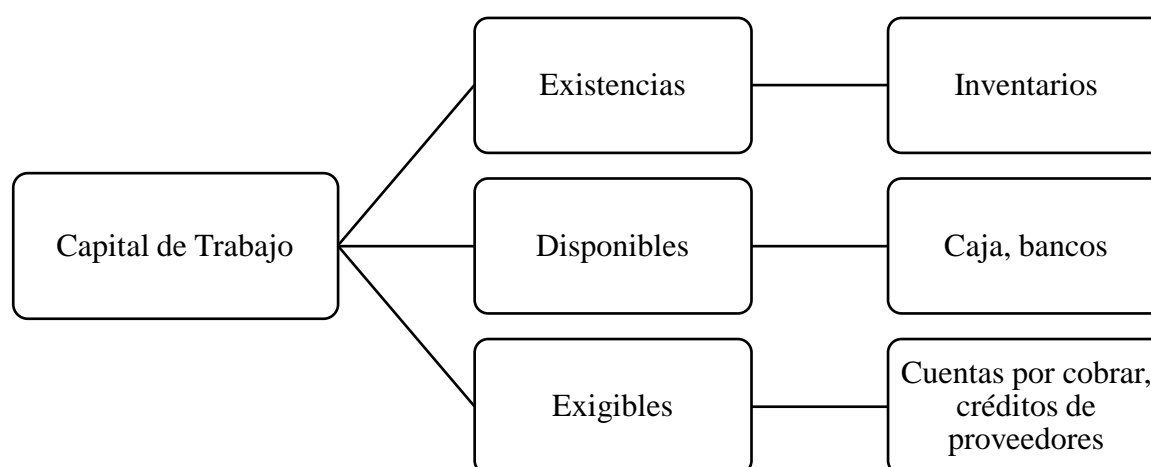 Existencias
Inventarios
Capital de Trabajo
Disponibles
Caja, bancos
Exigibles
Cuentas por cobrar,
créditos de
proveedores